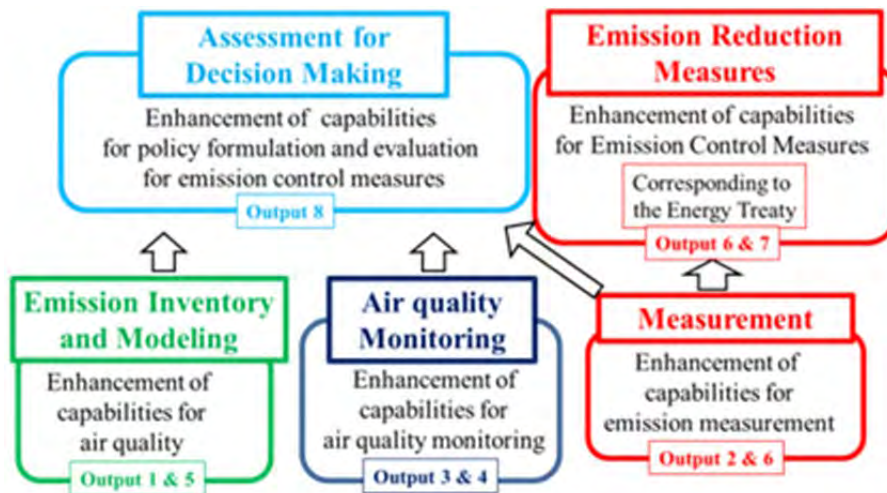 Assessment for
Decision Making
Enhancement of capabilities
for policy formulation and evaluation
for emission control measures
Output 8
Emission Reduction
Measures
Enhancement of capabilities
for Emission Control Measures
Corresponding to
the Energy Treaty
Output 6 & 7
Emission Inventory
and Modeling
Enhancement of
capabilities for
air quality
Output 1 & 5
Air quality
Monitoring
Enhancement of
capabilities for
air quality monitoring
Output 3 & 4
Measurement
Enhancement of
capabilities for
emission measurement
Output 2 & 6